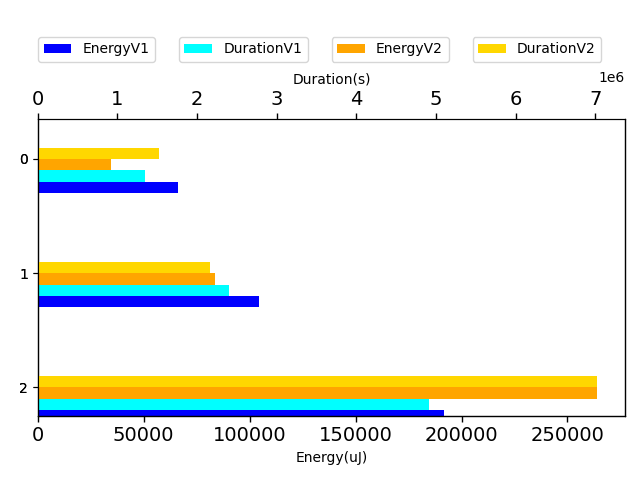 EnergyV1 DurationV1 EnergyV2 DurationV2
Duration(s)
1e6
0 1 2 3 4 5 6 7
0
1
2
0 50000 100000 150000 200000 250000
Energy(uJ)